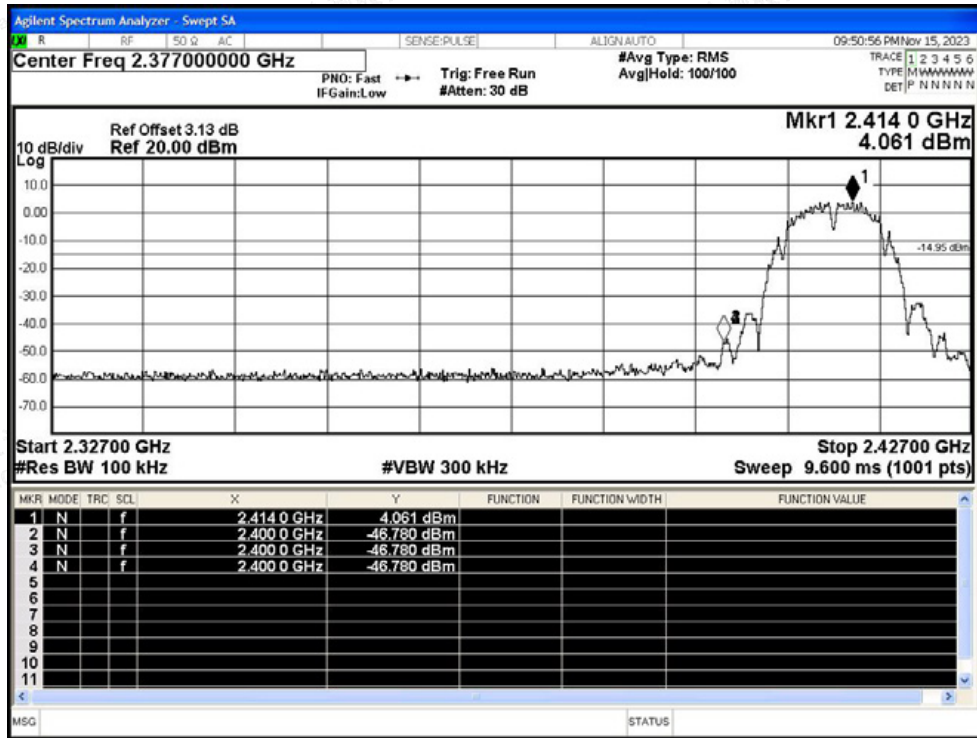 Agilent Spectrum Analyzer - Swept SA
R RF 50 Ω AC SENSE:PULSE ALIGN AUTO 09:50:56 PM Nov 15, 2023
Center Freq 2.377000000 GHz
PNO: Fast
IFGain:Low
Trig: Free Run
#Atten: 30 dB
#Avg Type: RMS
Avg|Hold: 100/100
TRACE 1 2 3 4 5 6
TYPE M
DET P N N N N N
Mkr1 2.414 0 GHz
4.061 dBm
Ref Offset 3.13 dB
10 dB/div Ref 20.00 dBm
Log
10.0
0.00
-10.0
-20.0
-30.0
-40.0
-50.0
-60.0
-70.0
1
-14.95 dBm
Start 2.32700 GHz
Stop 2.42700 GHz
#Res BW 100 kHz
#VBW 300 kHz
Sweep 9.600 ms (1001 pts)
MKR MODE TRC SCL X Y FUNCTION FUNCTION WIDTH FUNCTION VALUE
1 N f 2.414 0 GHz 4.061 dBm
2 N f 2.400 0 GHz -46.780 dBm
3 N f 2.400 0 GHz -46.780 dBm
4 N f 2.400 0 GHz -46.780 dBm
5
6
7
8
9
10
11
MSG STATUS